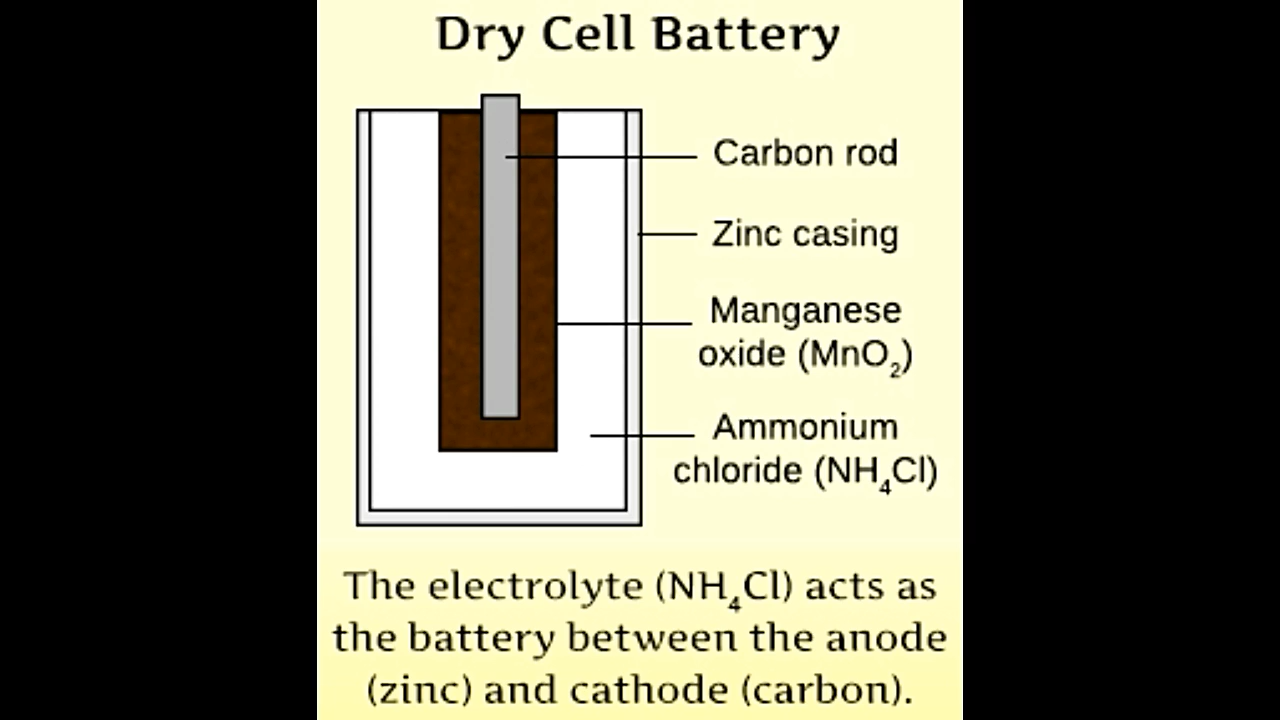 Dry Cell Battery
Carbon rod
Zinc casing
Manganese
oxide (MnO₂)
Ammonium
chloride (NH₄Cl)
The electrolyte (NH₄Cl) acts as
the battery between the anode
(zinc) and cathode (carbon).